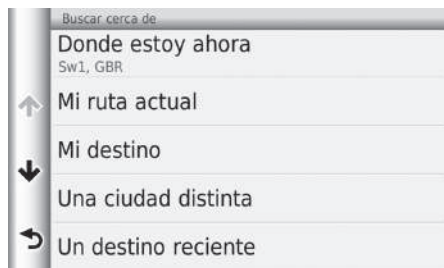 Buscar cerca de
Donde estoy ahora
Sw1, GBR
Mi ruta actual
Mi destino
Una ciudad distinta
Un destino reciente